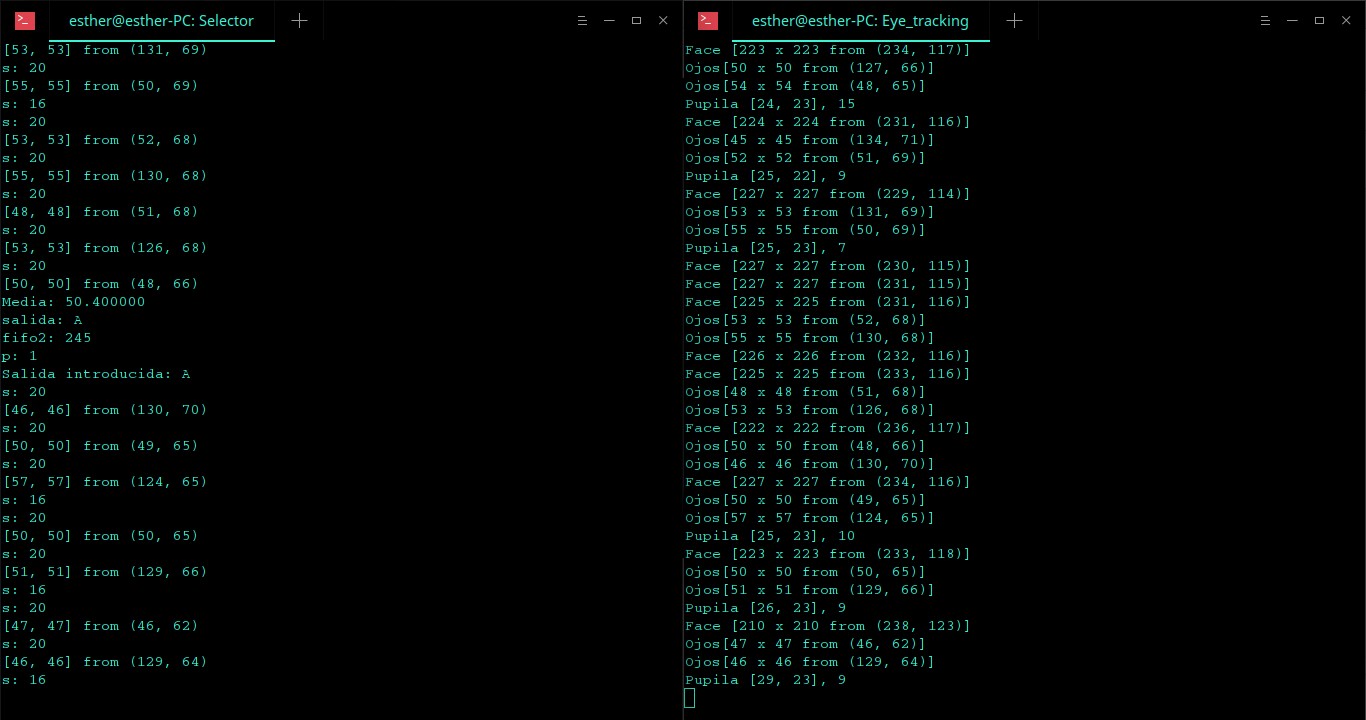 esther@esther-PC: Selector
[53, 53] from (131, 69)
s: 20
[55, 55] from (50, 69)
s: 16
s: 20
[53, 53] from (52, 68)
s: 20
[55, 55] from (130, 68)
s: 20
[48, 48] from (51, 68)
s: 20
[53, 53] from (126, 68)
s: 20
[50, 50] from (48, 66)
Media: 50.400000
salida: A
fifo2: 245
p: 1
Salida introducida: A
s: 20
[46, 46] from (130, 70)
s: 20
[50, 50] from (49, 65)
s: 20
[57, 57] from (124, 65)
s: 16
s: 20
[50, 50] from (50, 65)
s: 20
[51, 51] from (129, 66)
s: 16
s: 20
[47, 47] from (46, 62)
s: 20
[46, 46] from (129, 64)
s: 16
esther@esther-PC: Eye_tracking
Face [223 x 223 from (234, 117)]
Ojos[50 x 50 from (127, 66)]
Ojos[54 x 54 from (48, 65)]
Pupila [24, 23], 15
Face [224 x 224 from (231, 116)]
Ojos[45 x 45 from (134, 71)]
Ojos[52 x 52 from (51, 69)]
Pupila [25, 22], 9
Face [227 x 227 from (229, 114)]
Ojos[53 x 53 from (131, 69)]
Ojos[55 x 55 from (50, 69)]
Pupila [25, 23], 7
Face [227 x 227 from (230, 115)]
Face [227 x 227 from (231, 115)]
Face [225 x 225 from (231, 116)]
Ojos[53 x 53 from (52, 68)]
Ojos[55 x 55 from (130, 68)]
Face [226 x 226 from (232, 116)]
Face [225 x 225 from (233, 116)]
Ojos[48 x 48 from (51, 68)]
Ojos[53 x 53 from (126, 68)]
Face [222 x 222 from (236, 117)]
Ojos[50 x 50 from (48, 66)]
Ojos[46 x 46 from (130, 70)]
Face [227 x 227 from (234, 116)]
Ojos[50 x 50 from (49, 65)]
Ojos[57 x 57 from (124, 65)]
Pupila [25, 23], 10
Face [223 x 223 from (233, 118)]
Ojos[50 x 50 from (50, 65)]
Ojos[51 x 51 from (129, 66)]
Pupila [26, 23], 9
Face [210 x 210 from (238, 123)]
Ojos[47 x 47 from (46, 62)]
Ojos[46 x 46 from (129, 64)]
Pupila [29, 23], 9